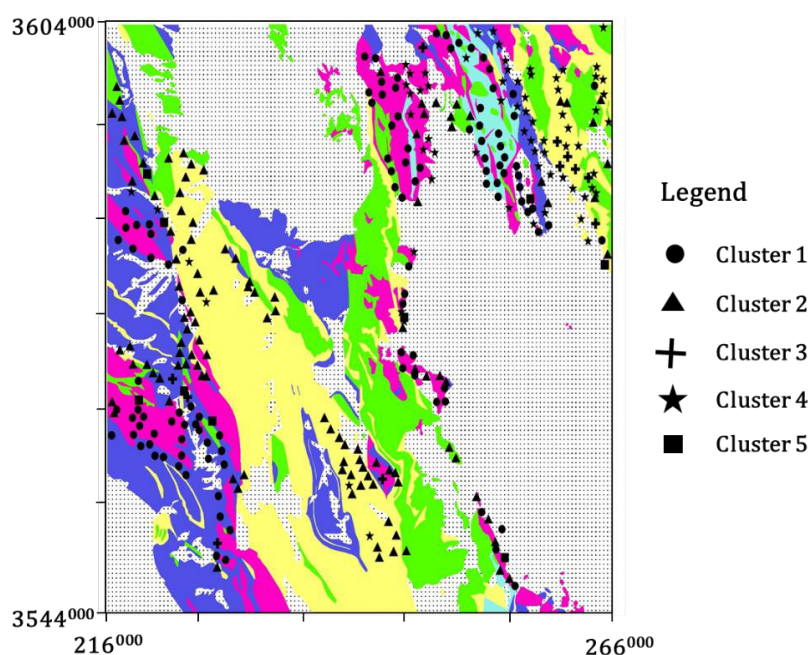 3604000
Legend
Cluster 1
Cluster 2
Cluster 3
Cluster 4
Cluster 5
3544000
216000
266000